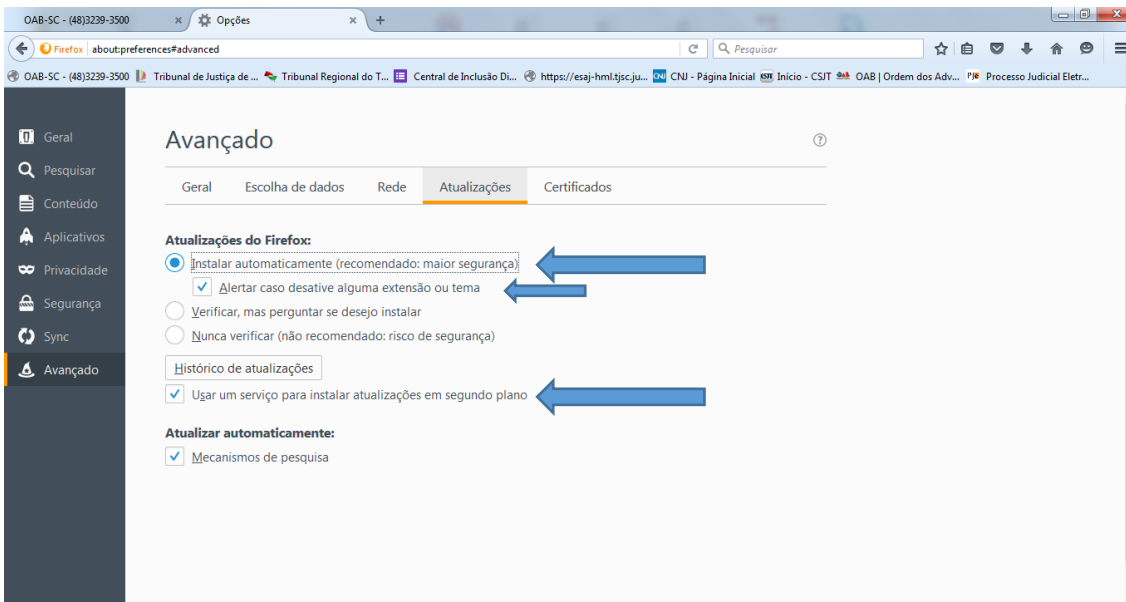 OAB-SC - (48)3239-3500 × Opções × +
Firefox about:preferences#advanced Pesquisar
OAB-SC - (48)3239-3500 Tribunal de Justiça de ... Tribunal Regional do T... Central de Inclusão Di... https://esaj-hml.tjsc.ju... CNJ CNJ - Página Inicial CSJT Início - CSJT OAB OAB | Ordem dos Adv... PJe Processo Judicial Eletr...
Geral
Pesquisar
Conteúdo
Aplicativos
Privacidade
Segurança
Sync
Avançado
Avançado ?
Geral Escolha de dados Rede Atualizações Certificados
Atualizações do Firefox:
Instalar automaticamente (recomendado: maior segurança)
Alertar caso desative alguma extensão ou tema
Verificar, mas perguntar se desejo instalar
Nunca verificar (não recomendado: risco de segurança)
Histórico de atualizações
Usar um serviço para instalar atualizações em segundo plano
Atualizar automaticamente:
Mecanismos de pesquisa